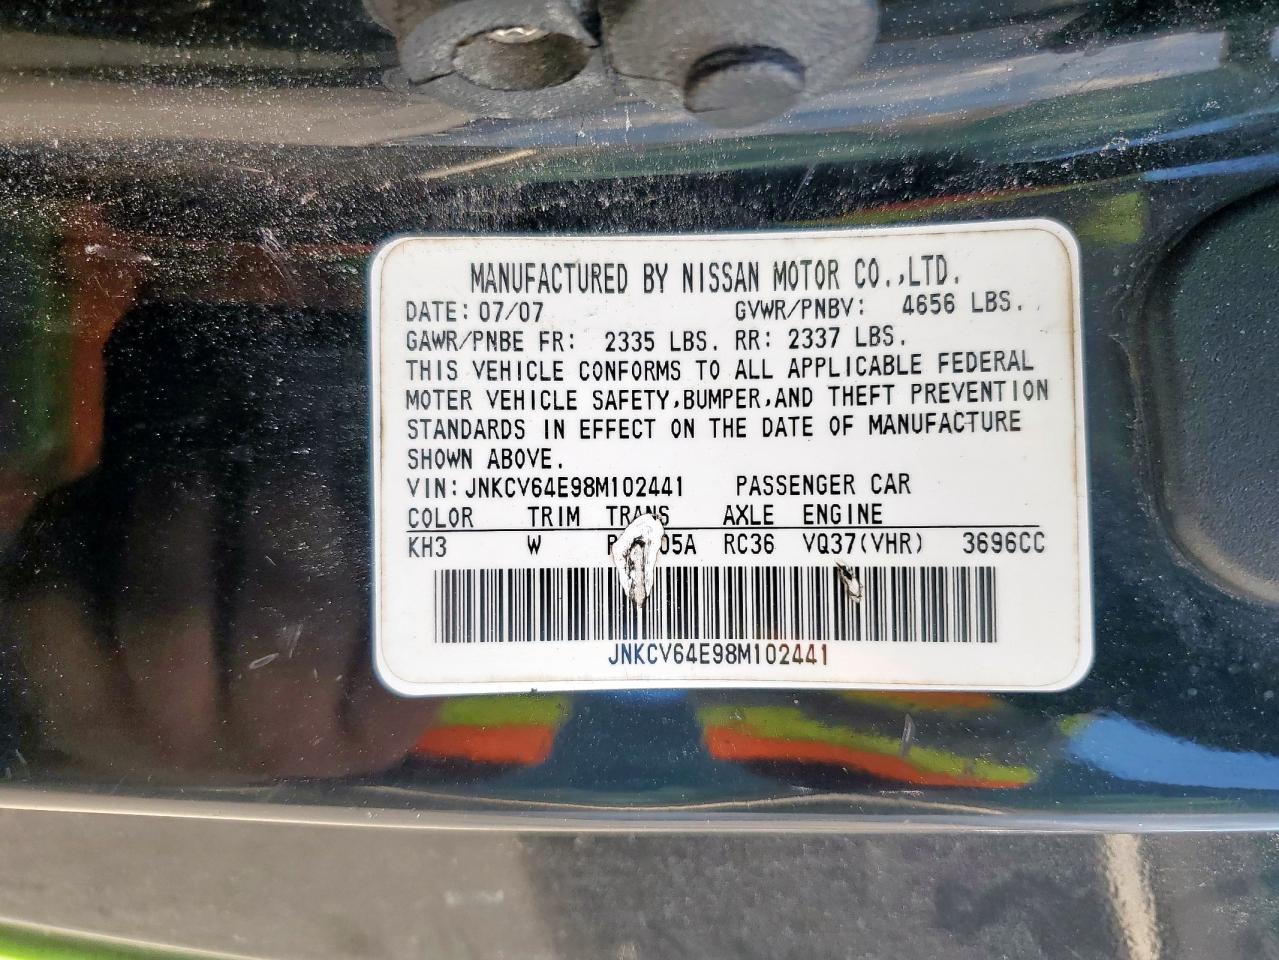 MANUFACTURED BY NISSAN MOTOR CO.,LTD.
DATE: 07/07 GVWR/PNBV: 4656 LBS.
GAWR/PNBE FR: 2335 LBS. RR: 2337 LBS.
THIS VEHICLE CONFORMS TO ALL APPLICABLE FEDERAL
MOTER VEHICLE SAFETY,BUMPER,AND THEFT PREVENTION
STANDARDS IN EFFECT ON THE DATE OF MANUFACTURE
SHOWN ABOVE.
VIN: JNKCV64E98M102441 PASSENGER CAR
COLOR TRIM TRANS AXLE ENGINE
KH3 W 05A RC36 VQ37(VHR) 3696CC
JNKCV64E98M102441